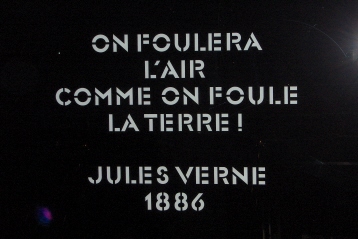 ON FOULERA
L'AIR
COMME ON FOULE
LA TERRE !
JULES VERNE
1886